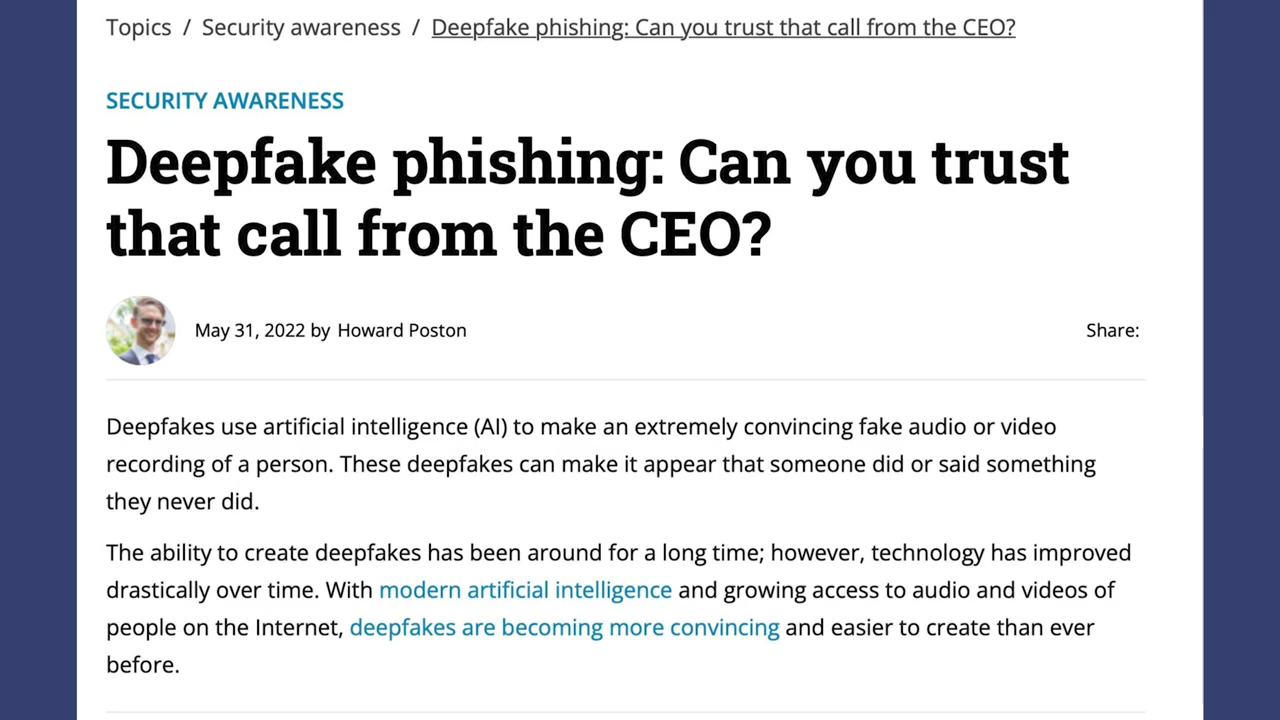 Topics / Security awareness / Deepfake phishing: Can you trust that call from the CEO?
SECURITY AWARENESS
Deepfake phishing: Can you trust
that call from the CEO?
May 31, 2022 by Howard Poston
Share:
Deepfakes use artificial intelligence (AI) to make an extremely convincing fake audio or video
recording of a person. These deepfakes can make it appear that someone did or said something
they never did.
The ability to create deepfakes has been around for a long time; however, technology has improved
drastically over time. With modern artificial intelligence and growing access to audio and videos of
people on the Internet, deepfakes are becoming more convincing and easier to create than ever
before.